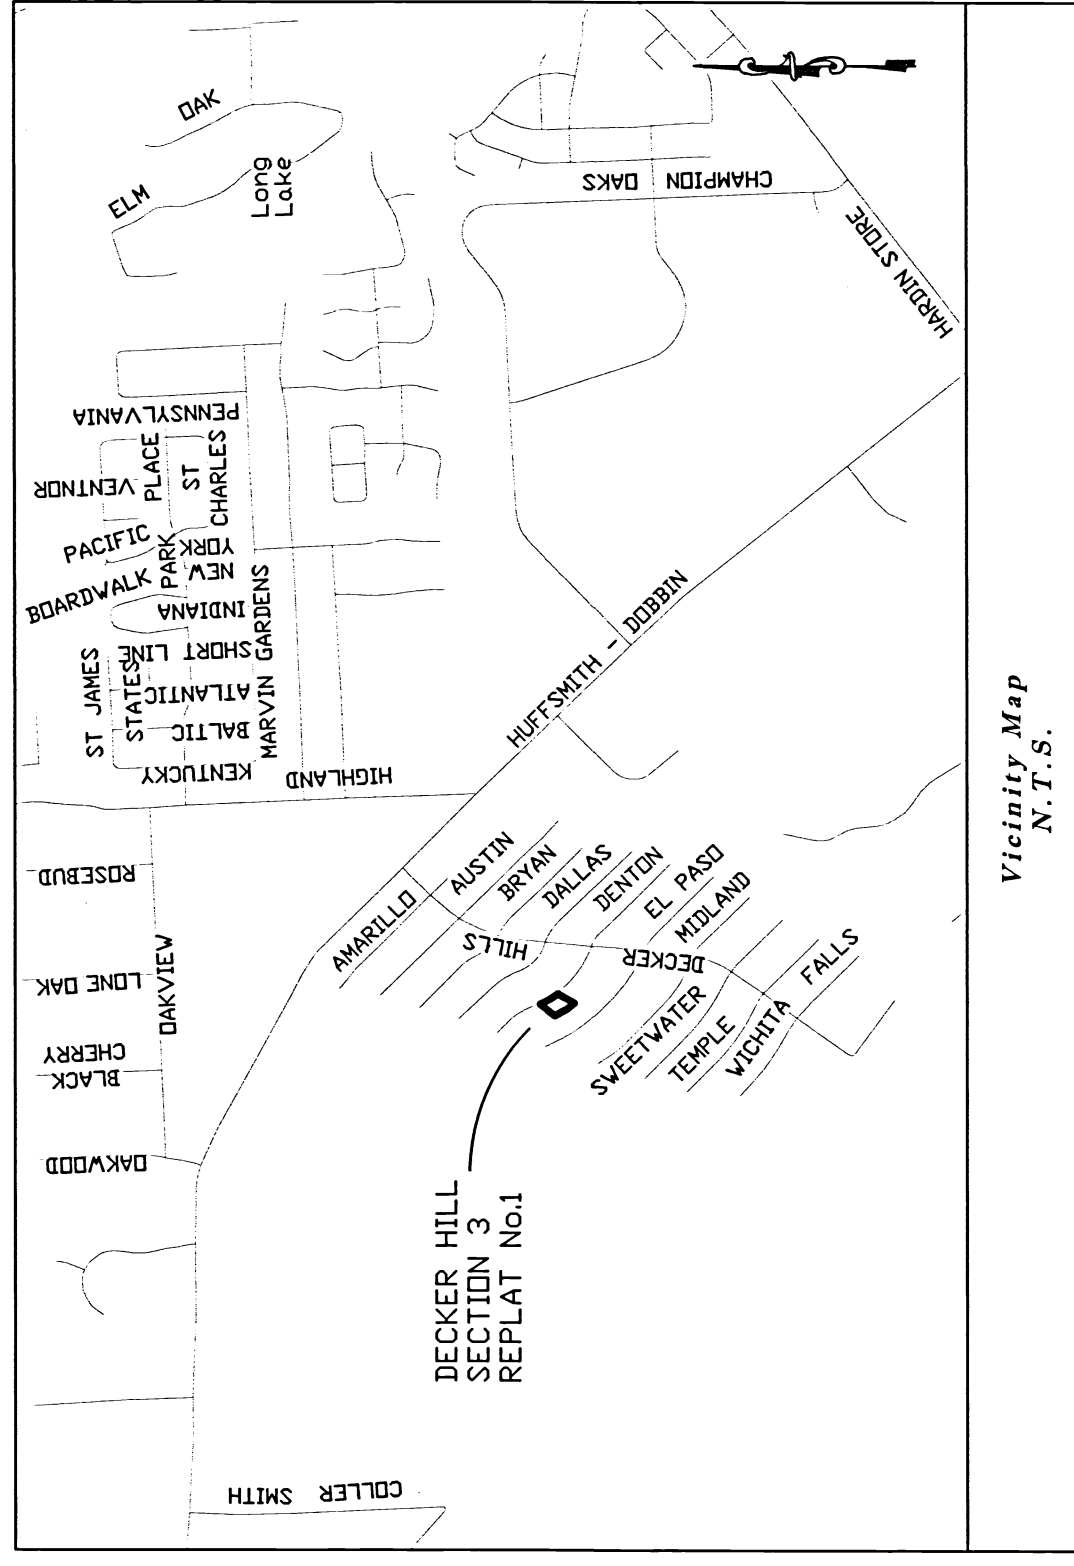 OAK
ELM
Long
Lake
CHAMPION OAKS
HARDIN STORE
PENNSYLVANIA
VENTNOR
PLACE
ST
CHARLES
PACIFIC
PARK
YORK
NEW
BOARDWALK
INDIANA
MARVIN GARDENS
SHORT LINE
ST JAMES
STATES
ATLANTIC
BALTIC
KENTUCKY
HIGHLAND
HUFFSMITH - DOBBIN
ROSEBUD
OAKVIEW
LONE OAK
BLACK
CHERRY
OAKWOOD
AMARILLO
AUSTIN
BRYAN
DALLAS
DENTON
EL PASO
MIDLAND
DECKER
HILLS
SWEETWATER
TEMPLE
WICHITA FALLS
DECKER HILL
SECTION 3
REPLAT No.1
COLLER SMITH
Vicinity Map
N.T.S.